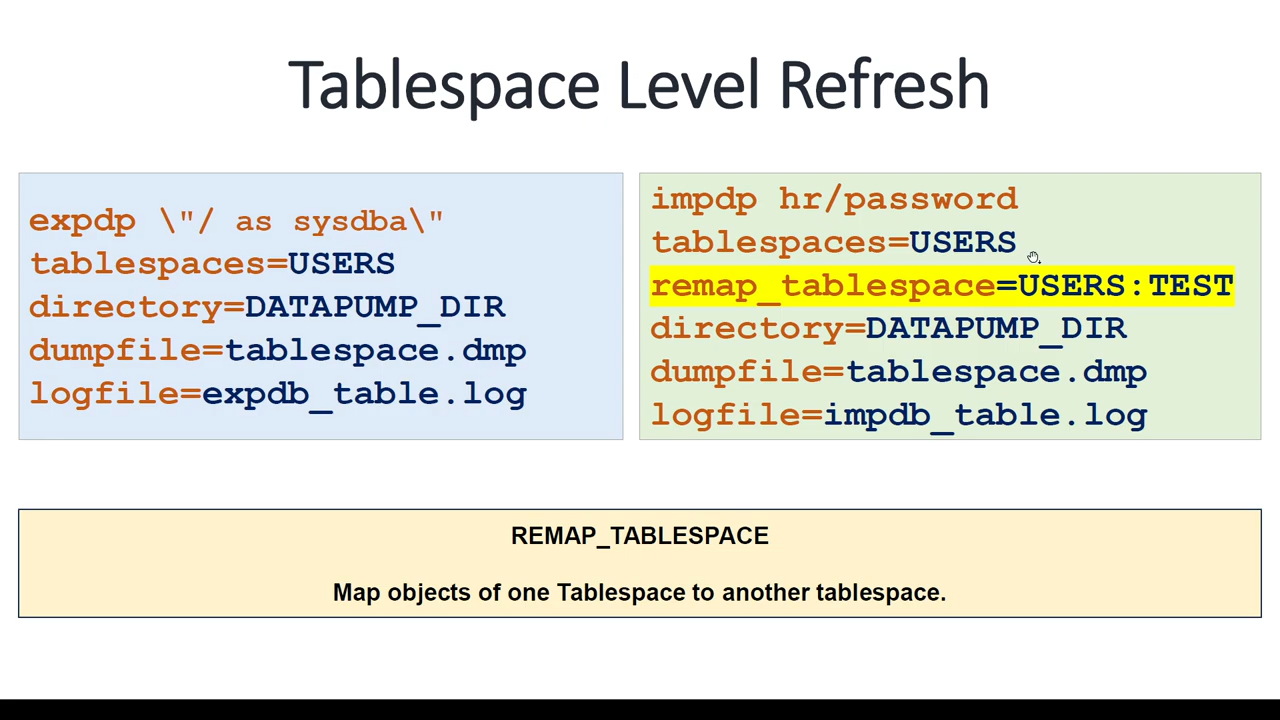 Tablespace Level Refresh
expdp \"/ as sysdba\"
tablespaces=USERS
directory=DATAPUMP_DIR
dumpfile=tablespace.dmp
logfile=expdb_table.log
impdp hr/password
tablespaces=USERS
remap_tablespace=USERS:TEST
directory=DATAPUMP_DIR
dumpfile=tablespace.dmp
logfile=impdb_table.log
REMAP_TABLESPACE
Map objects of one Tablespace to another tablespace.